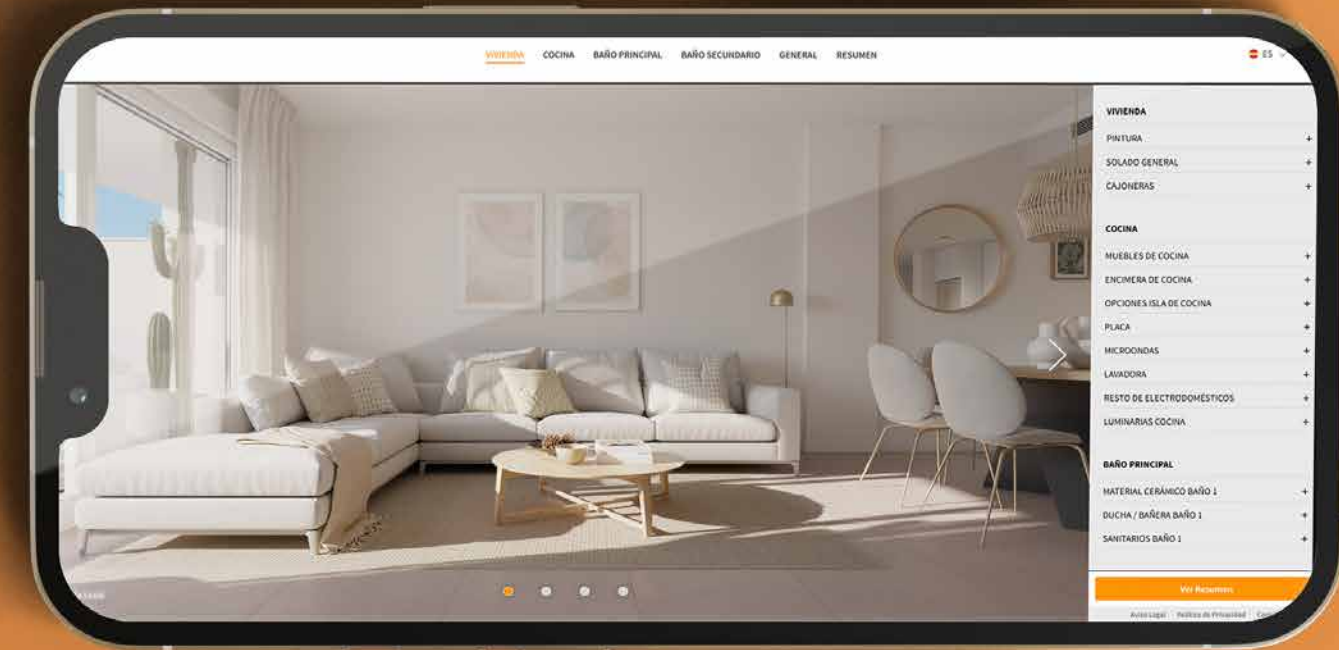 VIVIENDA COCINA BAÑO PRINCIPAL BAÑO SECUNDARIO GENERAL RESUMEN
ES
VIVIENDA
PINTURA +
SOLADO GENERAL +
CAJONERAS +
COCINA
MUEBLES DE COCINA +
ENCIMERA DE COCINA +
OPCIONES ISLA DE COCINA +
PLACA +
MICROONDAS +
LAVADORA +
RESTO DE ELECTRODOMÉSTICOS +
LUMINARIAS COCINA +
BAÑO PRINCIPAL
MATERIAL CERÁMICO BAÑO 1 +
DUCHA / BAÑERA BAÑO 1 +
SANITARIOS BAÑO 1 +
Ver Resumen
Aviso Legal Política de Privacidad